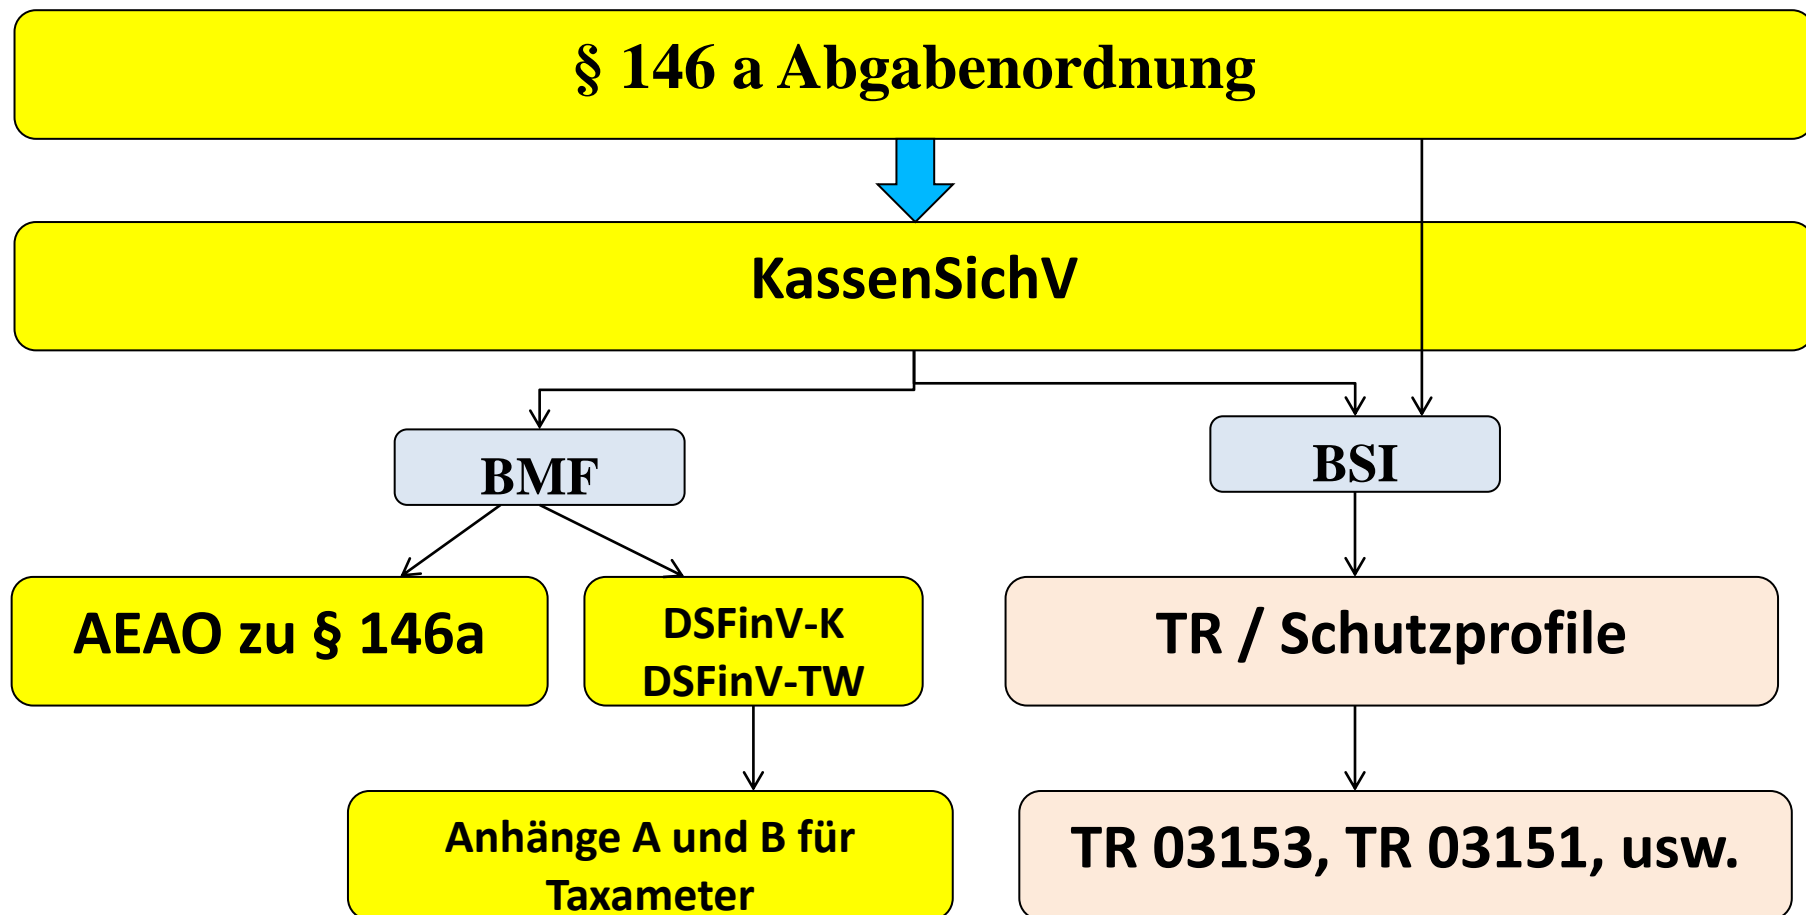 § 146 a Abgabenordnung
KassenSichV
BMF
BSI
AEAO zu § 146a
DSFinV-K
DSFinV-TW
TR / Schutzprofile
Anhänge A und B für
Taxameter
TR 03153, TR 03151, usw.